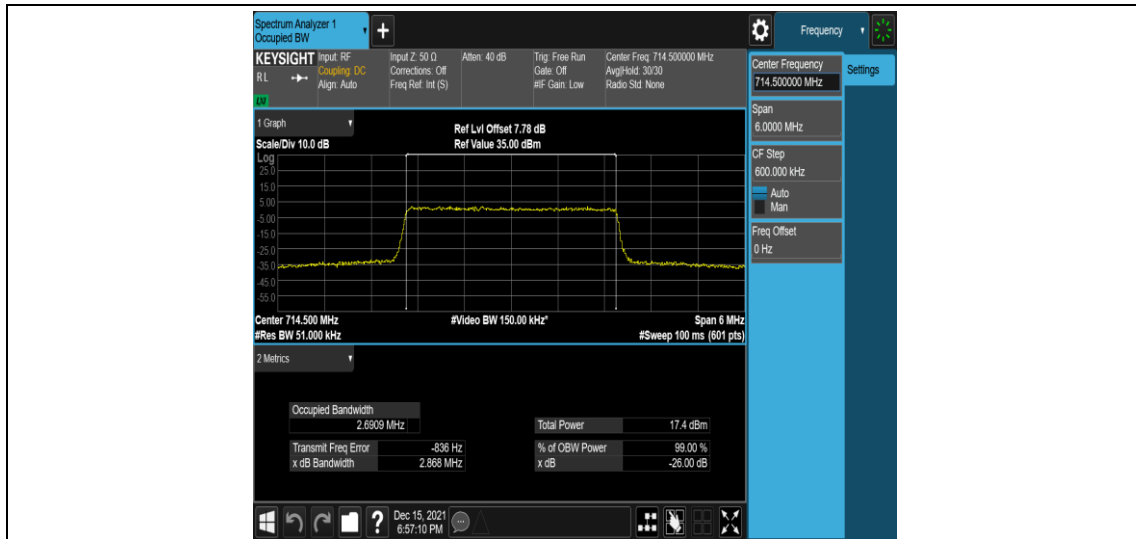 Spectrum Analyzer 1
Occupied BW
+
Frequency
KEYSIGHT
RL
LXI
Input: RF
Coupling: DC
Align: Auto
Input Z: 50 Ω
Corrections: Off
Freq Ref: Int (S)
Atten: 40 dB
Trig: Free Run
Gate: Off
#IF Gain: Low
Center Freq: 714.500000 MHz
Avg|Hold: 30/30
Radio Std: None
Center Frequency
714.500000 MHz
Settings
Span
6.0000 MHz
CF Step
600.000 kHz
Auto
Man
Freq Offset
0 Hz
1 Graph
Scale/Div 10.0 dB
Ref Lvl Offset 7.78 dB
Ref Value 35.00 dBm
Log
25.0
15.0
5.00
-5.00
-15.0
-25.0
-35.0
-45.0
-55.0
Center 714.500 MHz
#Res BW 51.000 kHz
#Video BW 150.00 kHz*
Span 6 MHz
#Sweep 100 ms (601 pts)
2 Metrics
Occupied Bandwidth
2.6909 MHz
Total Power 17.4 dBm
Transmit Freq Error -836 Hz
% of OBW Power 99.00 %
x dB Bandwidth 2.868 MHz
x dB -26.00 dB
?
Dec 15, 2021
6:57:10 PM